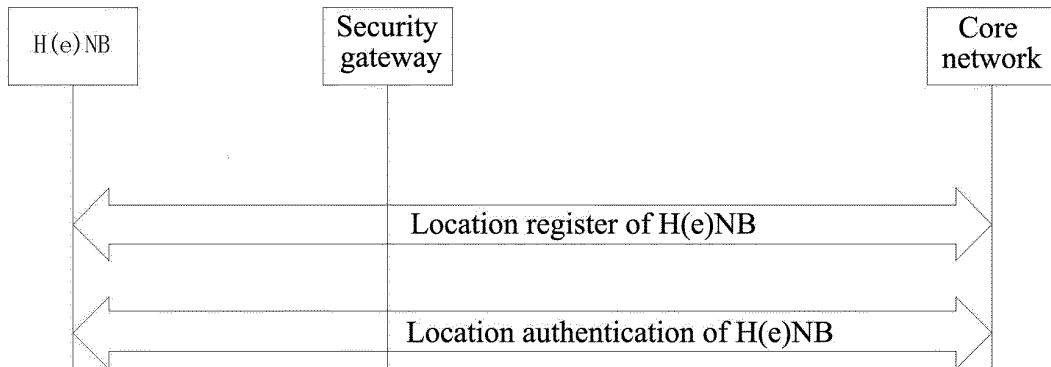 H(e)NB
Security
gateway
Core
network
Location register of H(e)NB
Location authentication of H(e)NB